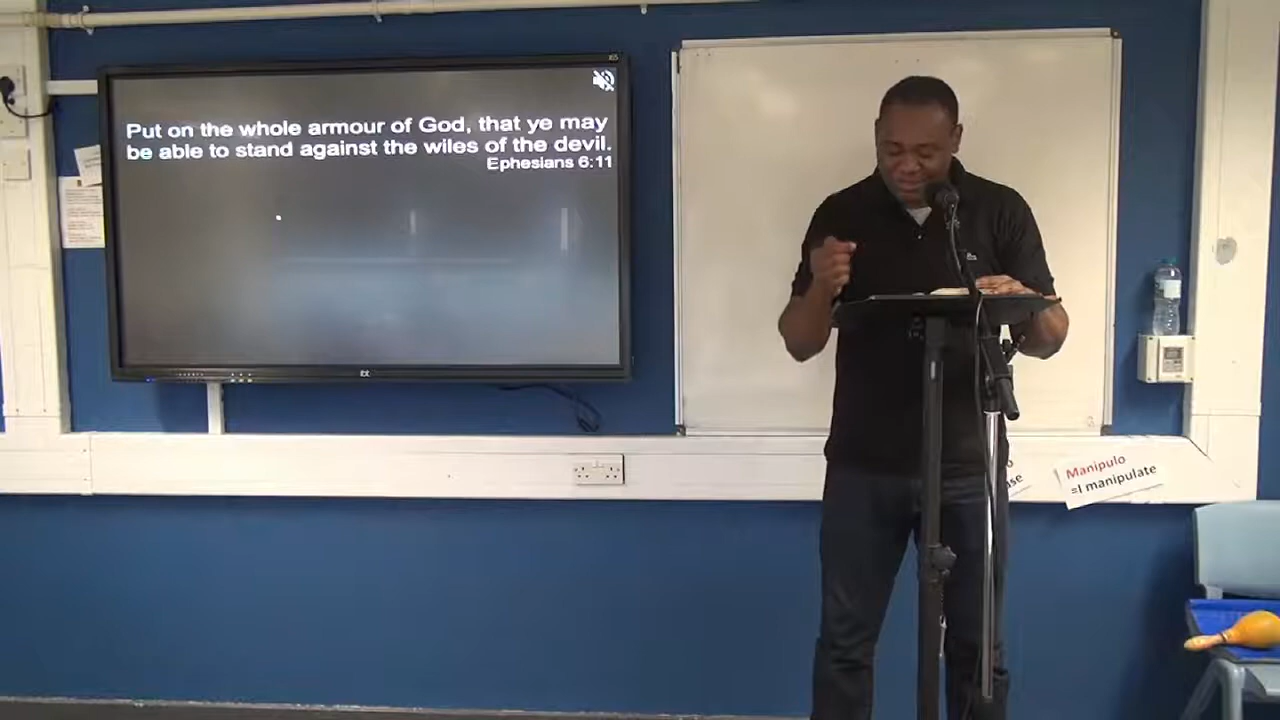 Put on the whole armour of God, that ye may
be able to stand against the wiles of the devil.
Ephesians 6:11
Manipulo
=I manipulate